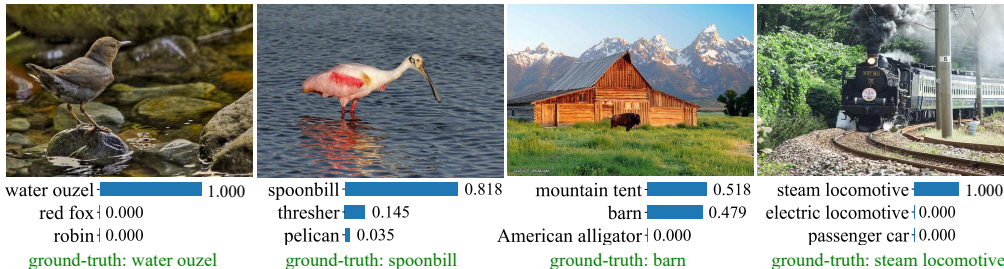 water ouzel 1.000
red fox 0.000
robin 0.000
ground-truth: water ouzel
spoonbill 0.818
thresher 0.145
pelican 0.035
ground-truth: spoonbill
mountain tent 0.518
barn 0.479
American alligator 0.000
ground-truth: barn
steam locomotive 1.000
electric locomotive 0.000
passenger car 0.000
ground-truth: steam locomotive